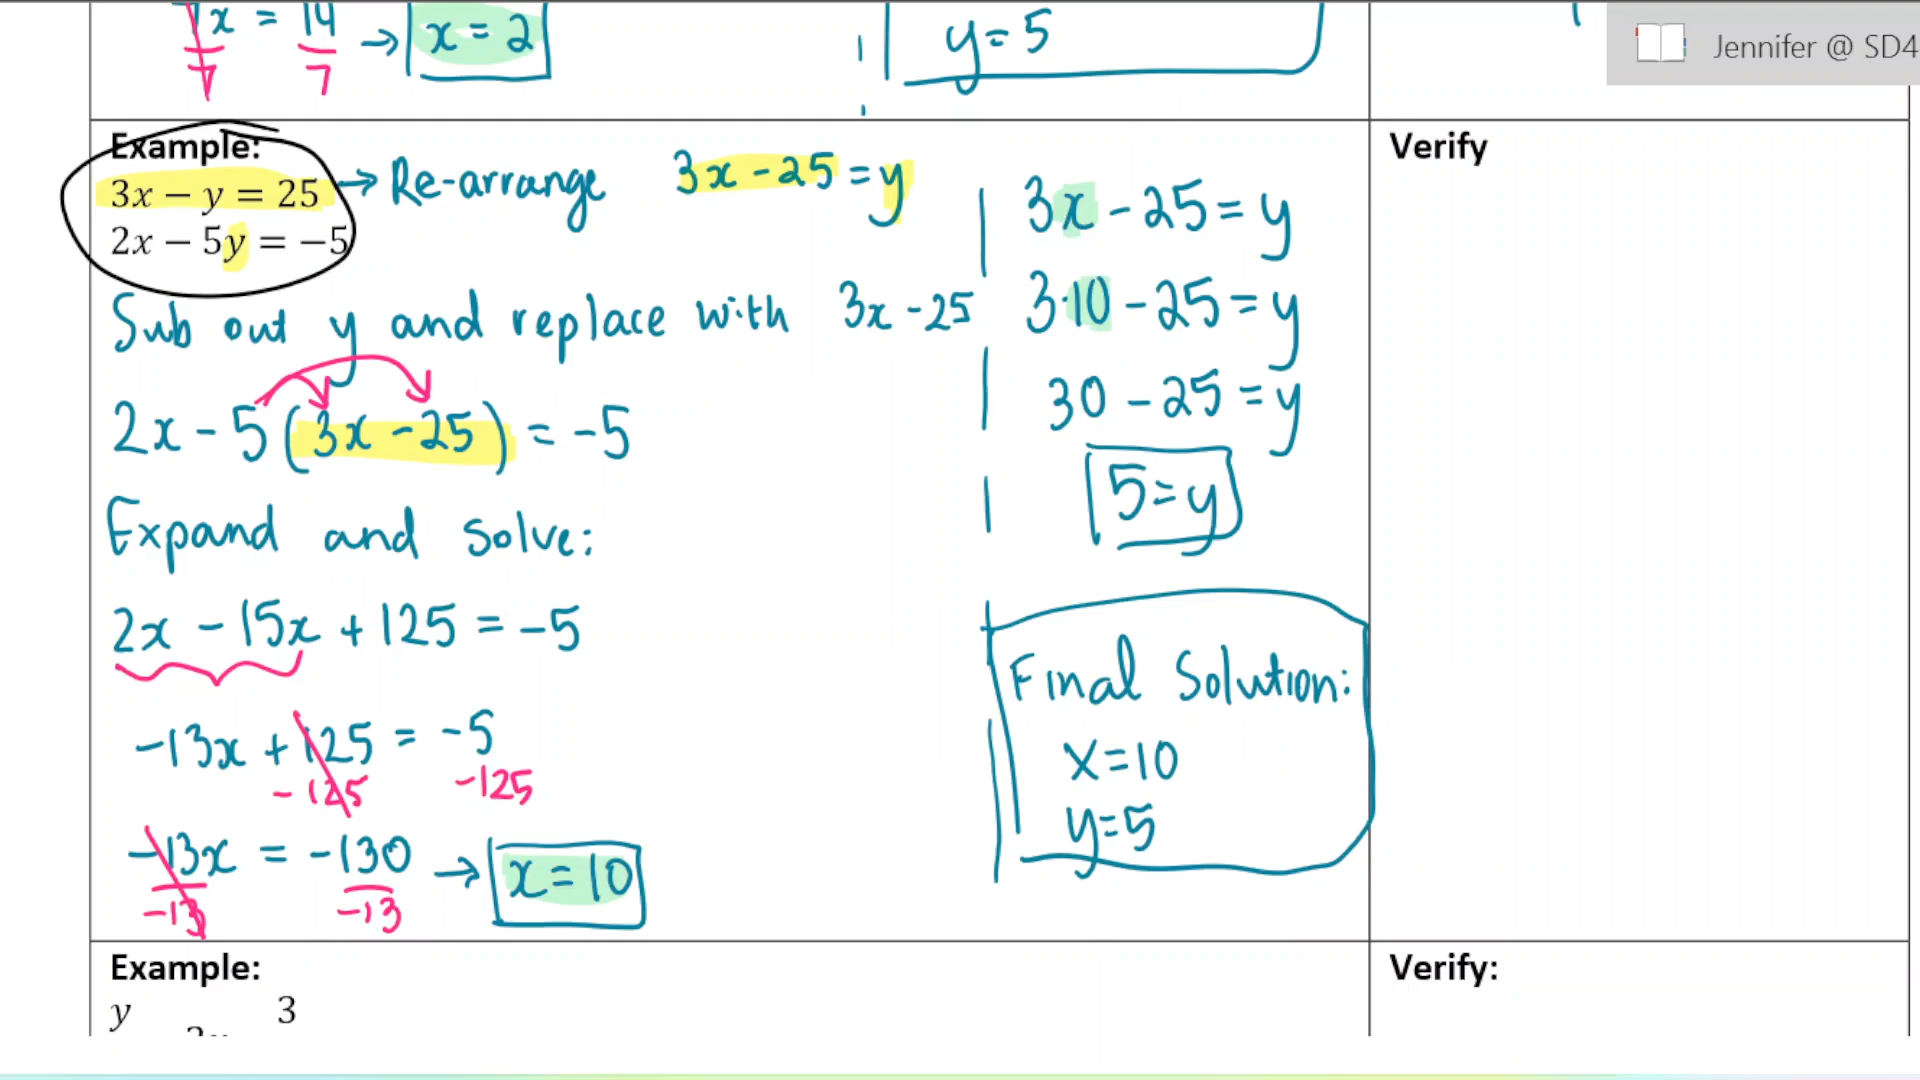 7x = 14 → x = 2
7 7
y = 5
Jennifer @ SD4
Example:
3x − y = 25 → Re-arrange 3x - 25 = y
2x − 5y = −5
Sub out y and replace with 3x - 25
2x - 5(3x - 25) = -5
Expand and solve:
2x - 15x + 125 = -5
-13x + 125 = -5
- 125 -125
-13x = -130 → x = 10
-13 -13
3x - 25 = y
3·10 - 25 = y
30 - 25 = y
5 = y
Final Solution:
x = 10
y = 5
Verify
Example:
y 3
Verify: